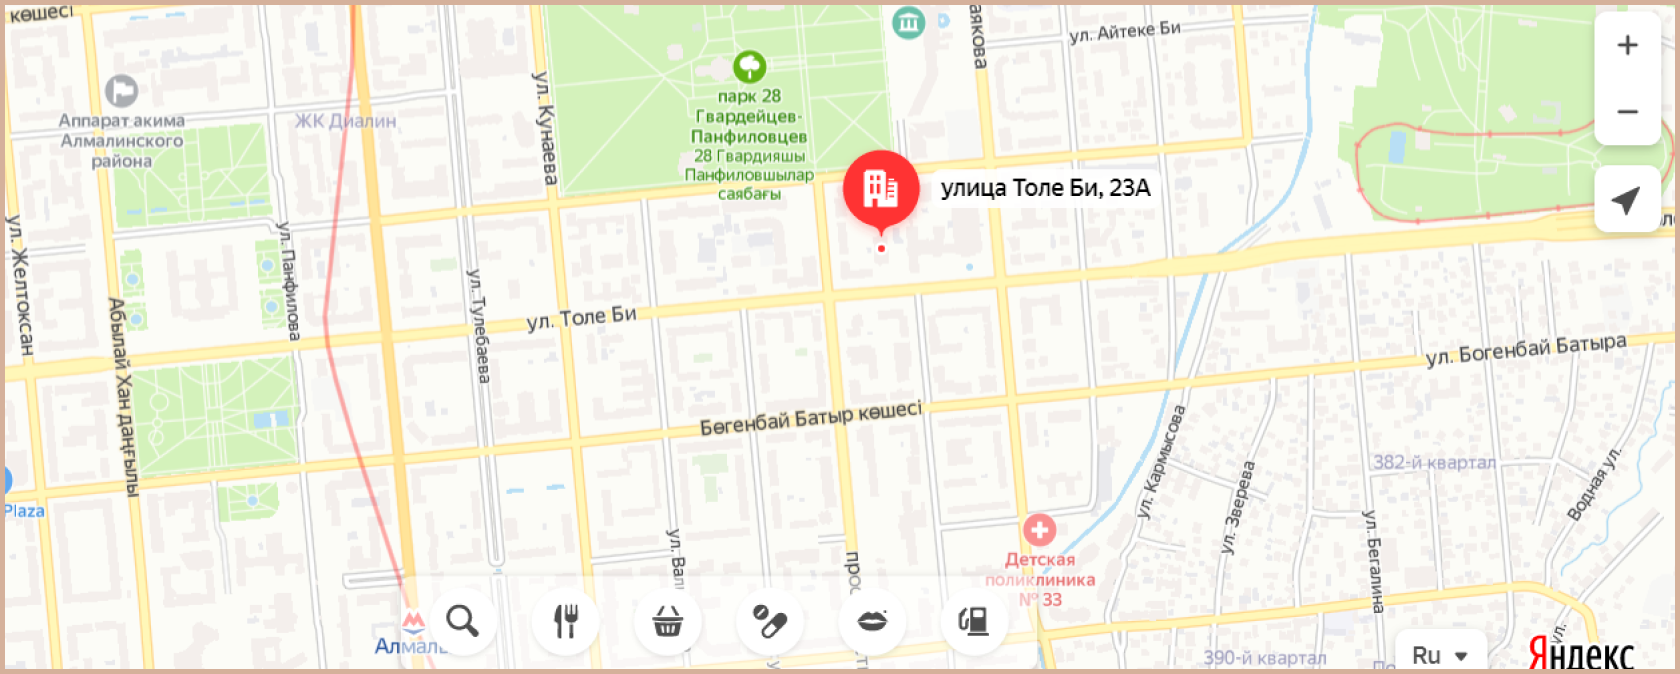 көшесі
ул. Кунаева
аякова
ул. Айтеке Би
парк 28
Гвардейцев-
Панфиловцев
28 Гвардияшы
Панфиловшылар
саябағы
Аппарат акима
Алмалинского
района
ЖК Диалин
улица Толе Би, 23А
ул. Желтоксан
Абылай Хан даңғылы
ул. Панфилова
ул. Тулебаева
ул. Толе Би
ул. Богенбай Батыра
Бөгенбай Батыр көшесі
382-й квартал
ул. Кармысова
ул. Зверева
Водная ул.
ул. Бегалина
Plaza
ул. Вал
прос
Детская
поликлиника
№ 33
Алмал
390-й квартал
ул.
Ru
Яндекс